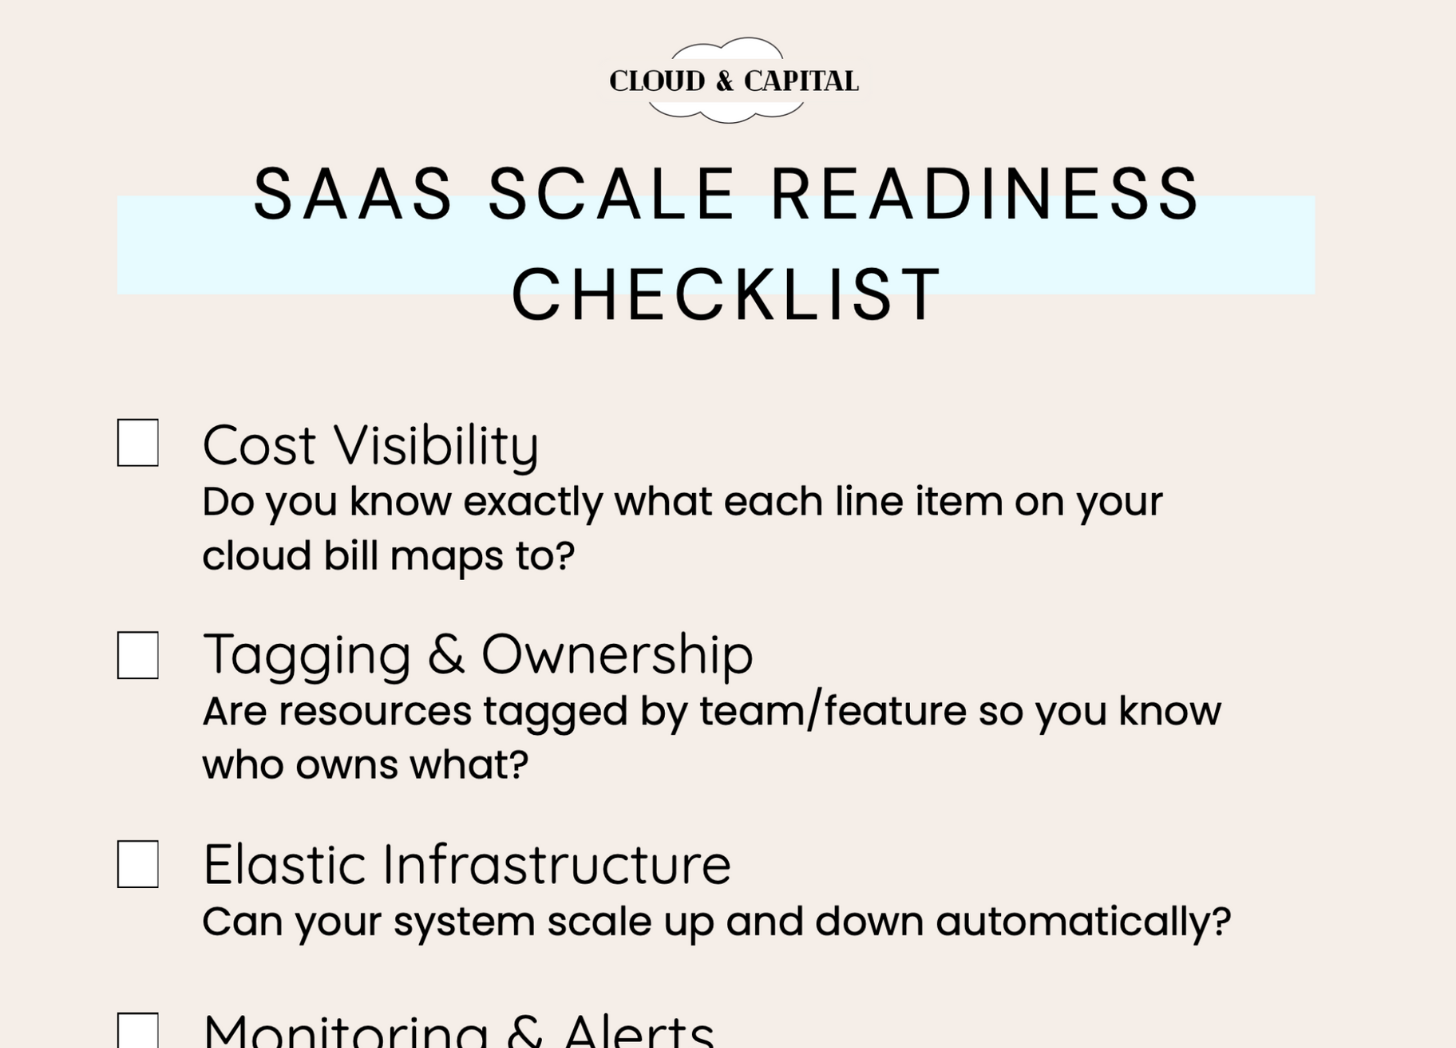 CLOUD & CAPITAL
SAAS SCALE READINESS
CHECKLIST
Cost Visibility
Do you know exactly what each line item on your
cloud bill maps to?
Tagging & Ownership
Are resources tagged by team/feature so you know
who owns what?
Elastic Infrastructure
Can your system scale up and down automatically?
Monitoring & Alerts